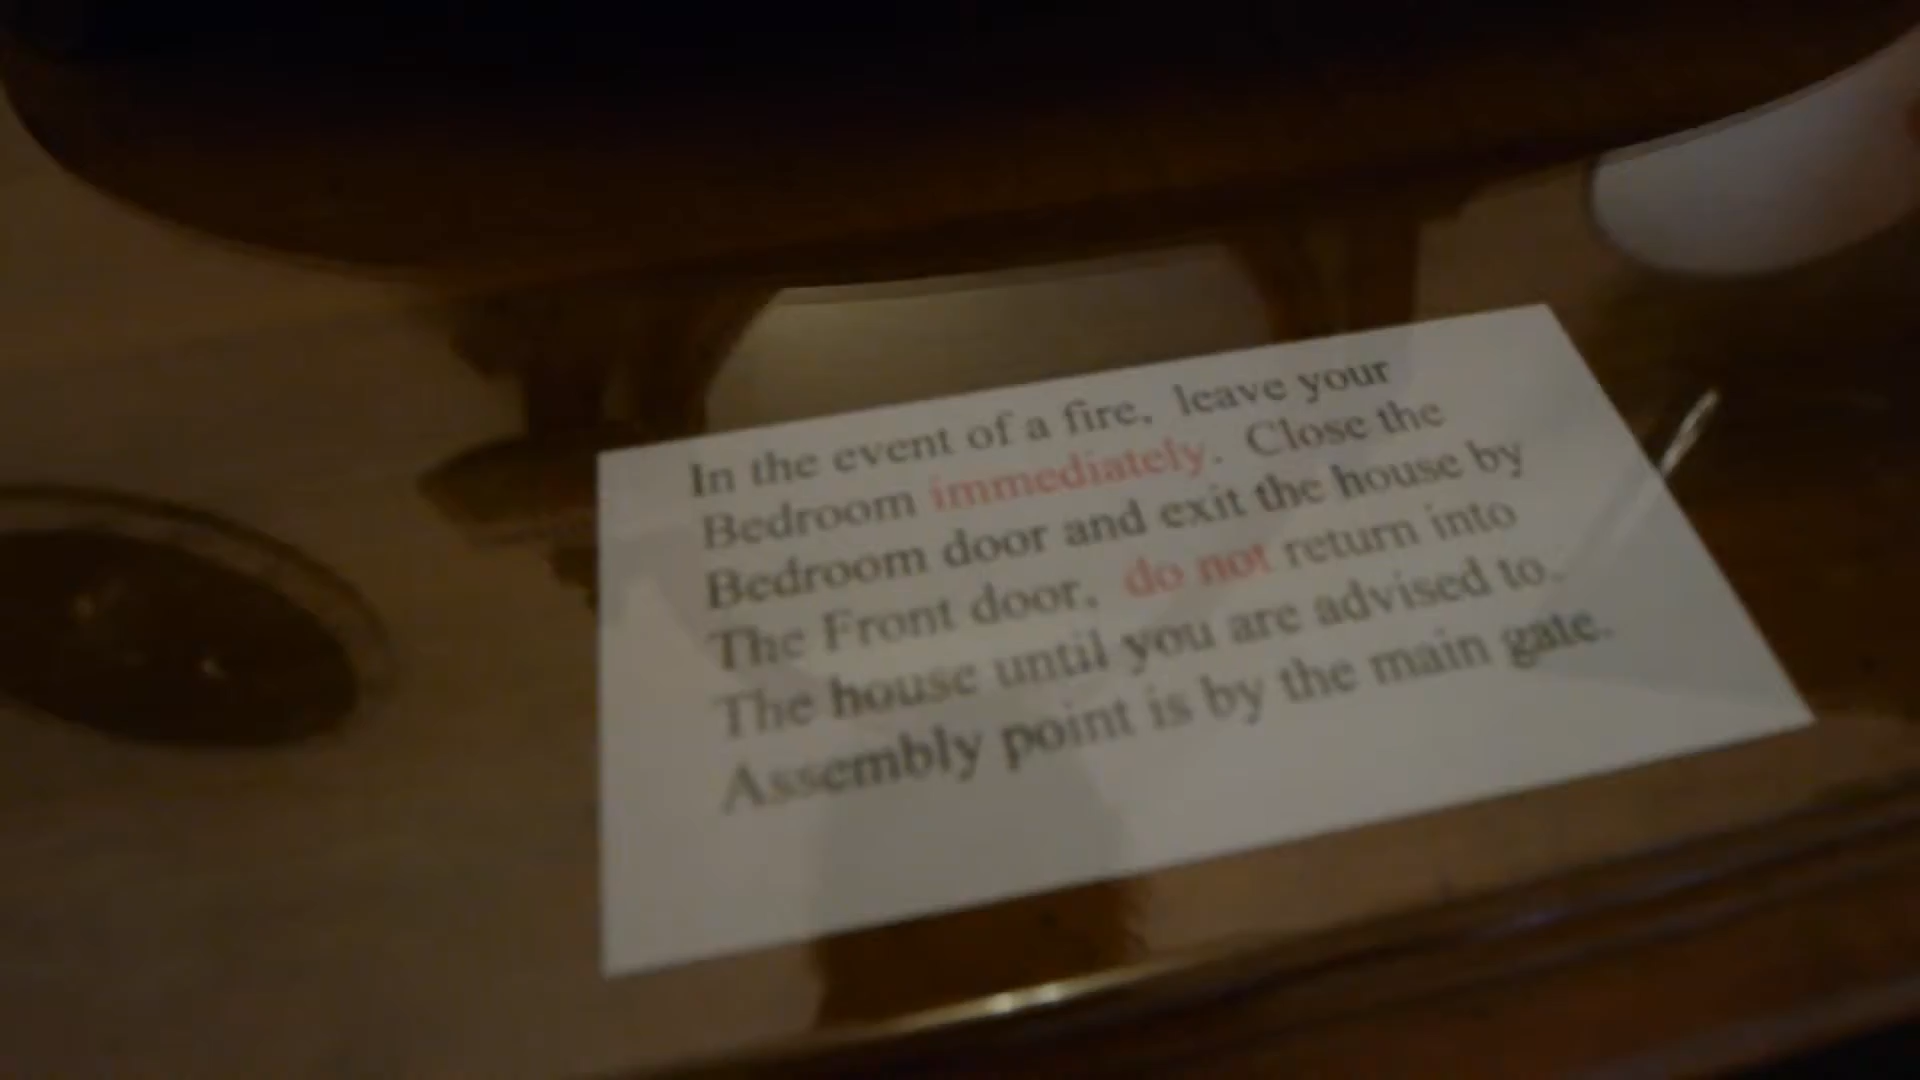 In the event of a fire, leave your
Bedroom immediately. Close the
Bedroom door and exit the house by
The Front door, do not return into
The house until you are advised to.
Assembly point is by the main gate.